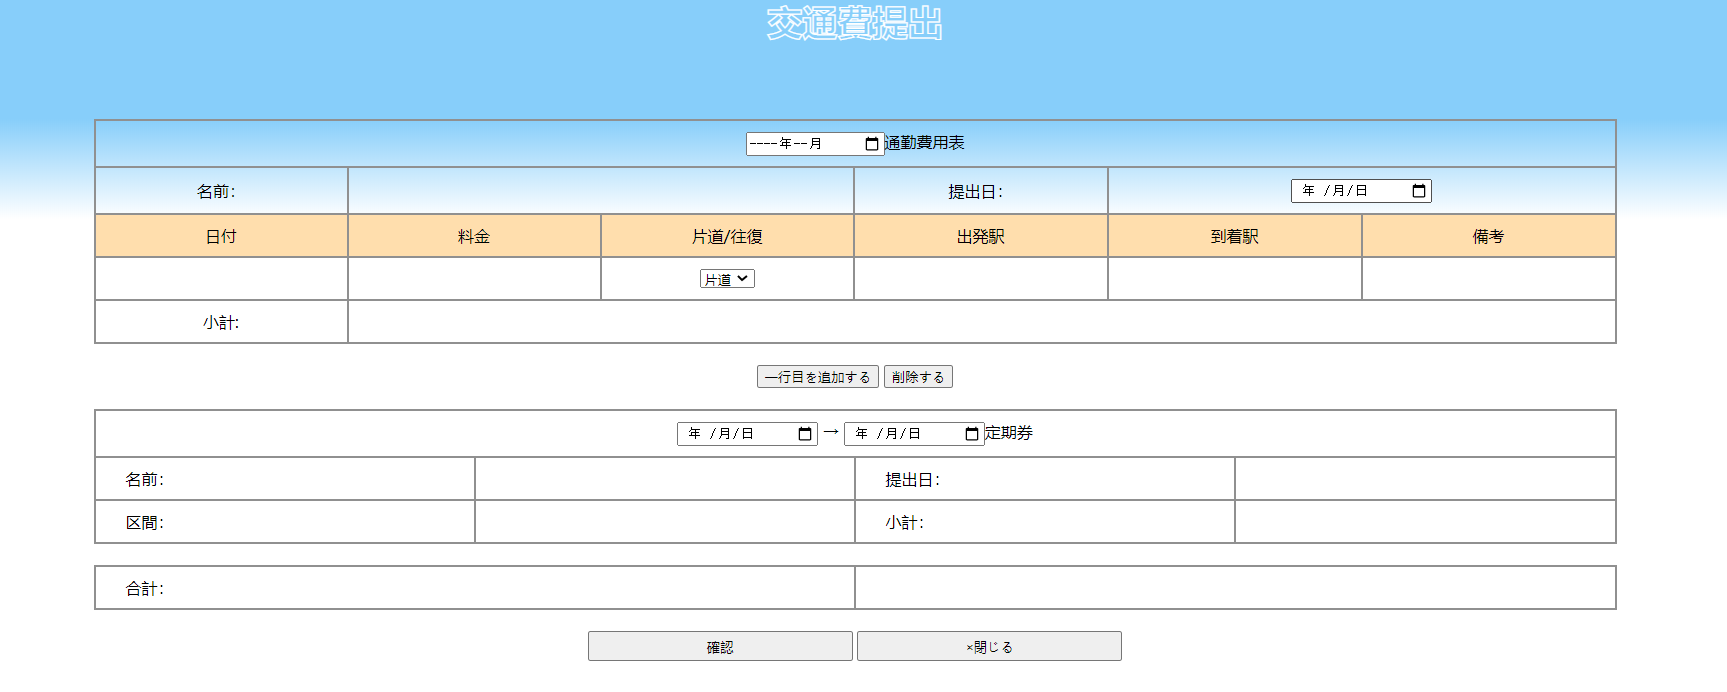 交通費提出
----年--月 通勤費用表
名前： 提出日： 年 /月/日
日付 料金 片道/往復 出発駅 到着駅 備考
片道
小計:
一行目を追加する 削除する
年 /月/日 → 年 /月/日 定期券
名前： 提出日：
区間： 小計：
合計：
確認 ×閉じる